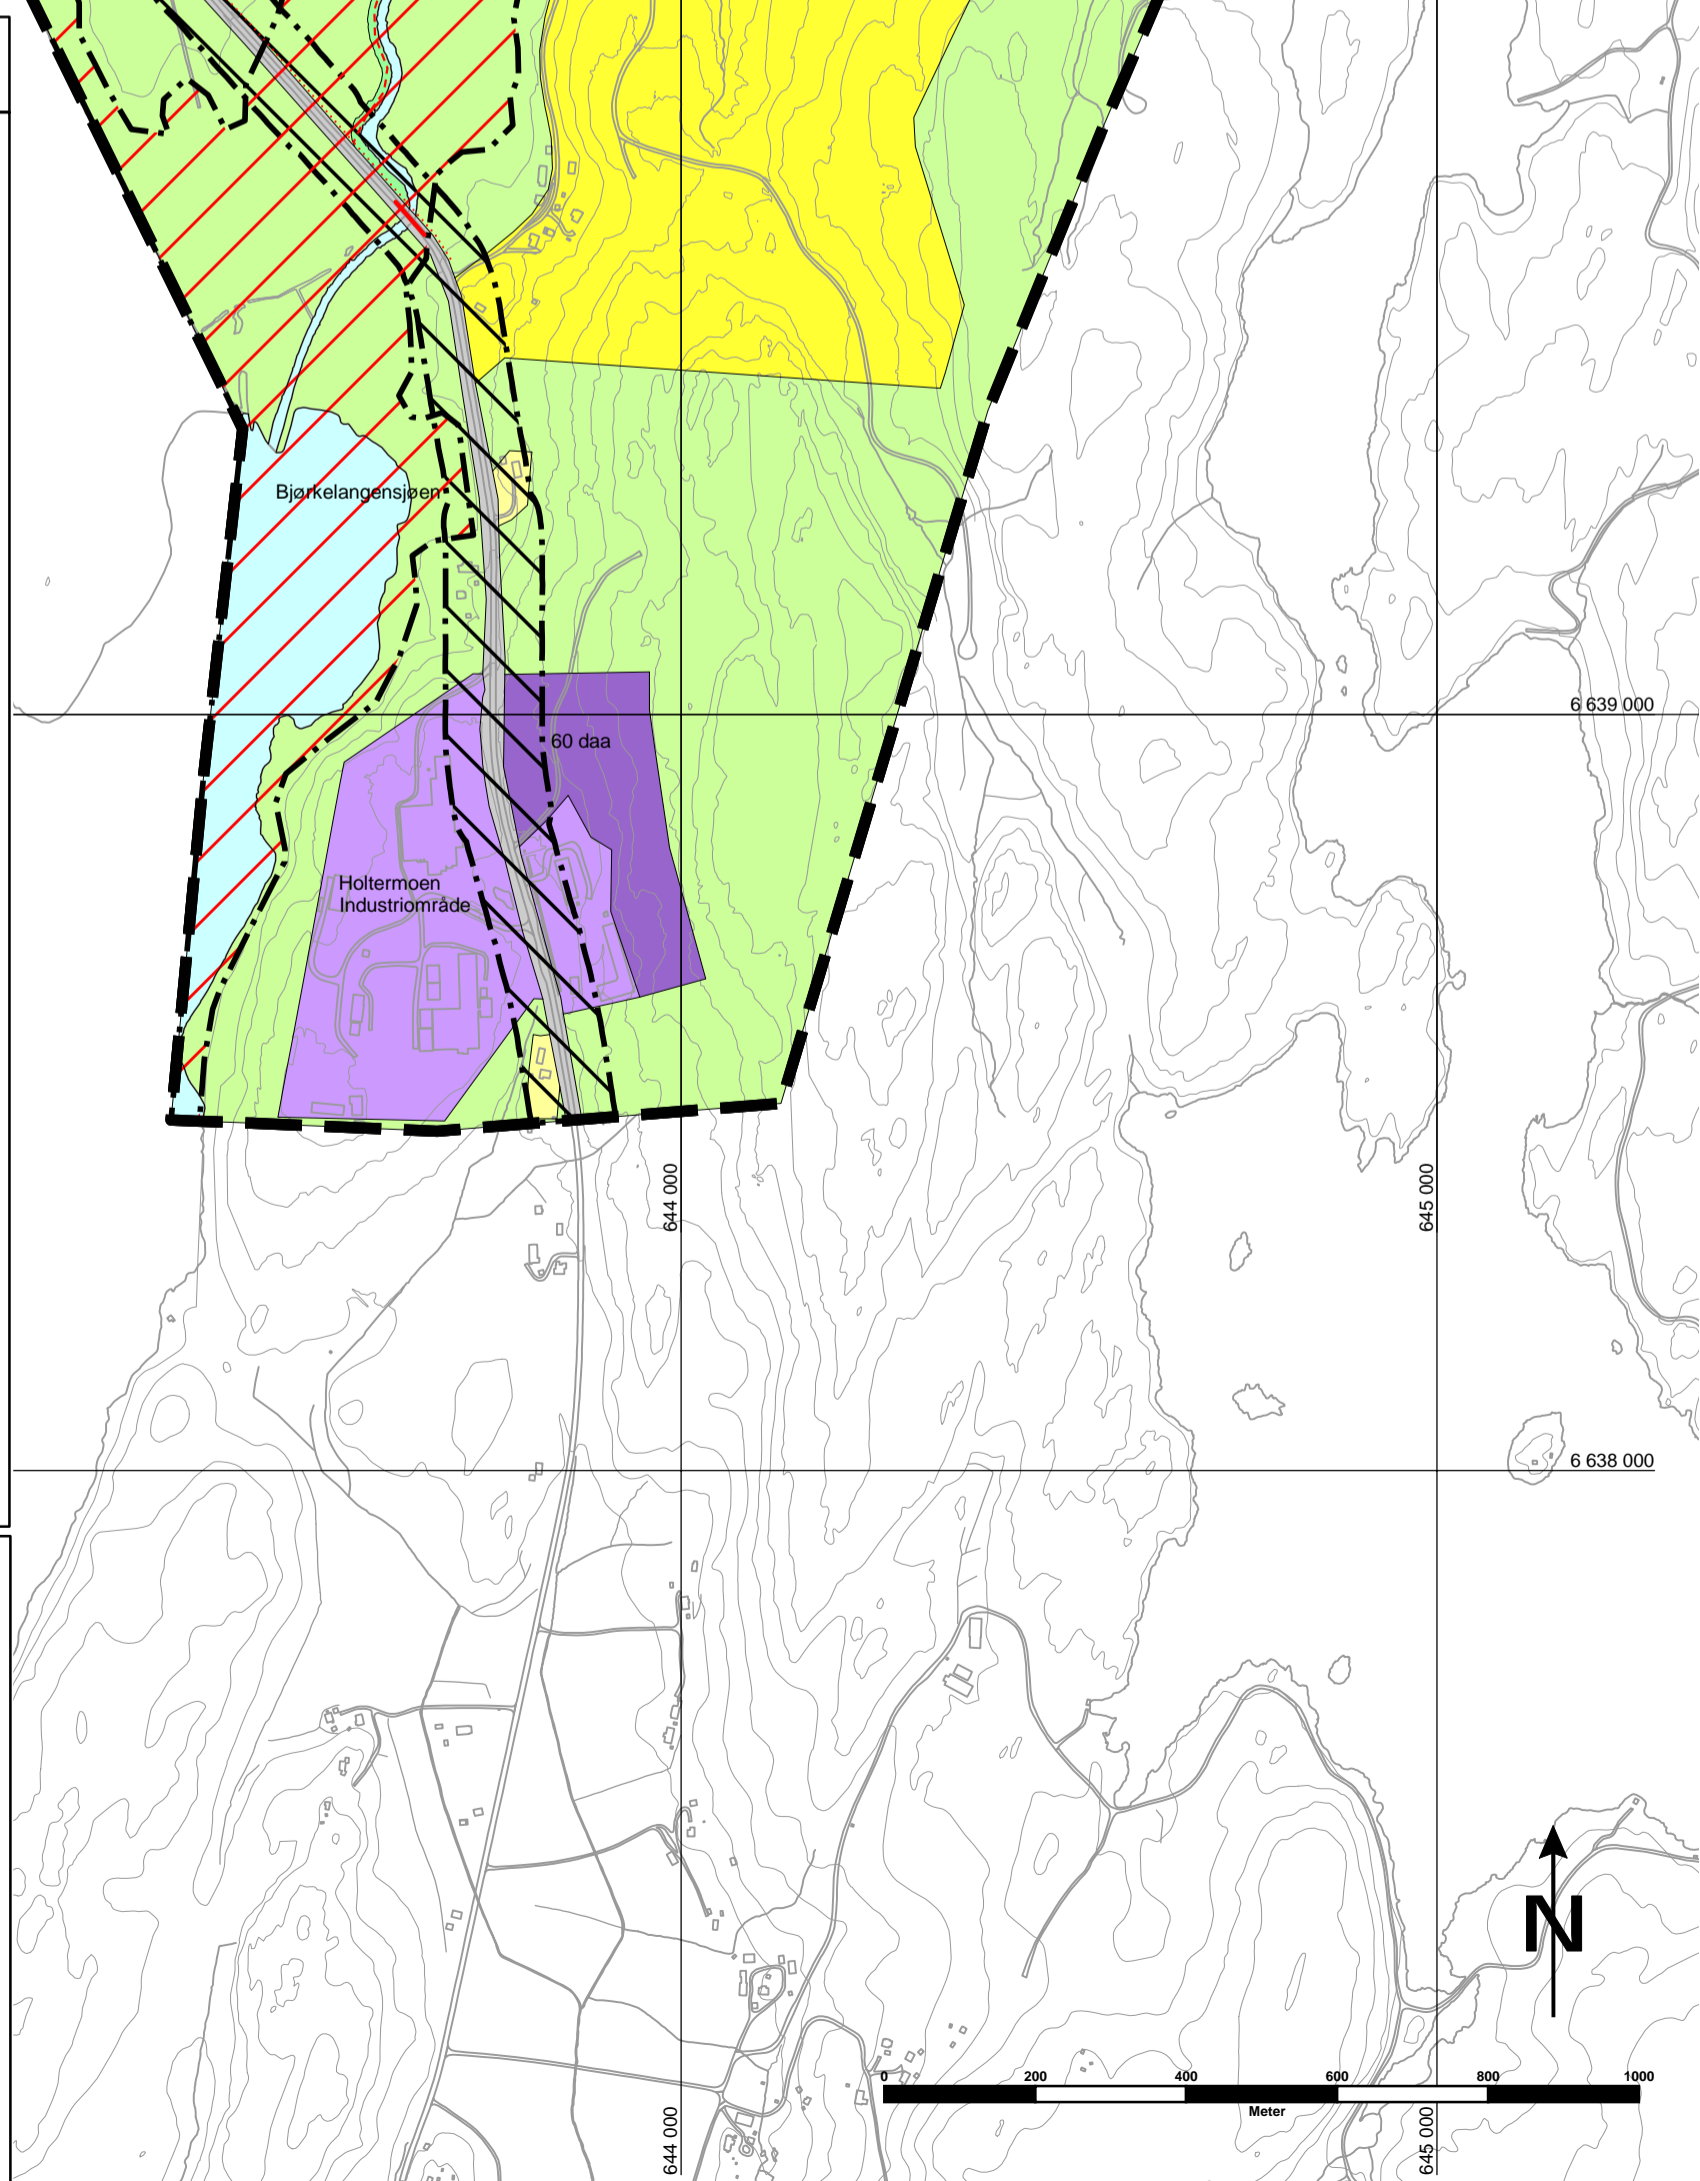 Bjørkelangensjøen
6 639 000
60 daa
Holtermoen
Industriområde
644 000
645 000
6 638 000
N
0 200 400 600 800 1000
Meter
644 000
645 000